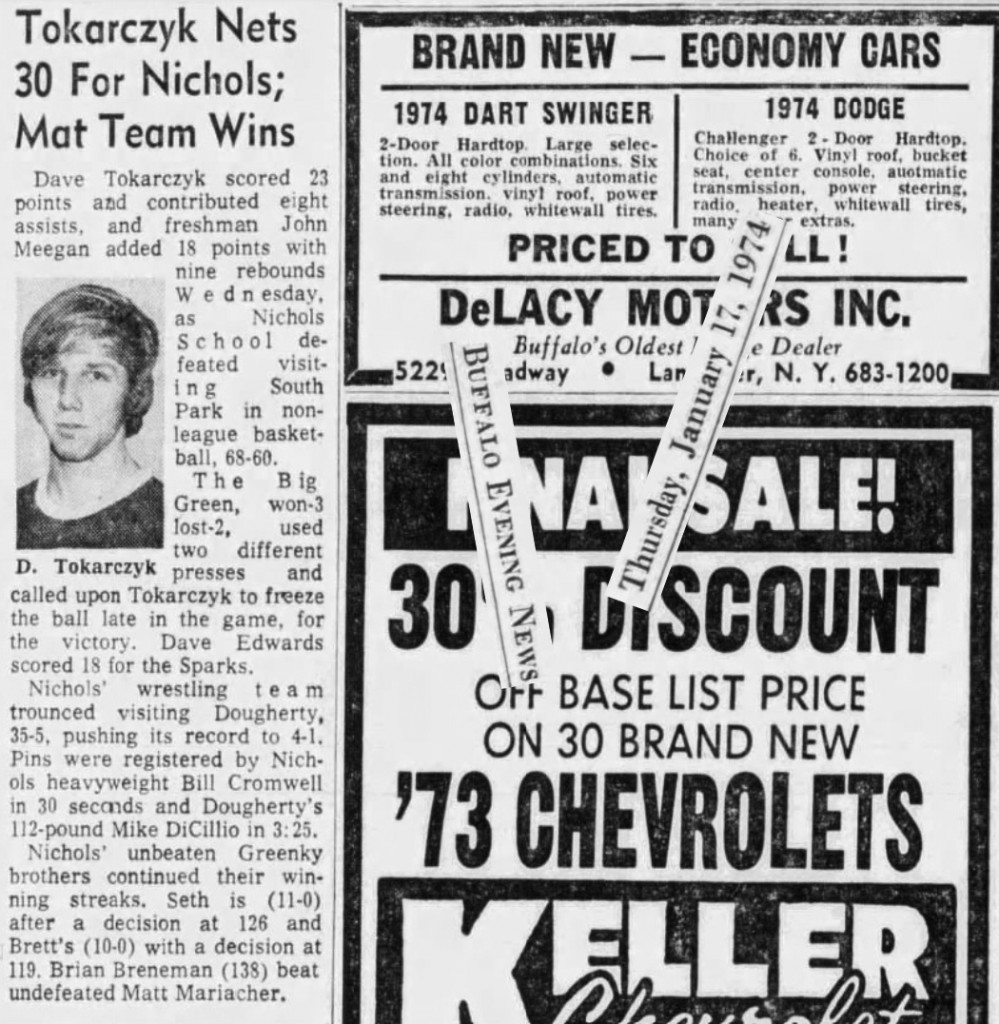 Tokarczyk Nets
30 For Nichols;
Mat Team Wins
Dave Tokarczyk scored 23
points and contributed eight
assists, and freshman John
Meegan added 18 points with
nine rebounds
Wednesday,
as Nichols
School de-
feated visit-
ing South
Park in non-
league basket-
ball, 68-60.
The Big
Green, won-3
lost-2, used
two different
presses and
D. Tokarczyk
called upon Tokarczyk to freeze
the ball late in the game, for
the victory. Dave Edwards
scored 18 for the Sparks.
Nichols' wrestling team
trounced visiting Dougherty,
35-5, pushing its record to 4-1.
Pins were registered by Nich-
ols heavyweight Bill Cromwell
in 30 seconds and Dougherty's
112-pound Mike DiCillio in 3:25.
Nichols' unbeaten Greenky
brothers continued their win-
ning streaks. Seth is (11-0)
after a decision at 126 and
Brett's (10-0) with a decision at
119. Brian Breneman (138) beat
undefeated Matt Mariacher.
BRAND NEW — ECONOMY CARS
1974 DART SWINGER
2-Door Hardtop. Large selec-
tion. All color combinations. Six
and eight cylinders, automatic
transmission, vinyl roof, power
steering, radio, whitewall tires.
1974 DODGE
Challenger 2-Door Hardtop.
Choice of 6. Vinyl roof, bucket
seat, center console, auotmatic
transmission, power steering,
radio, heater, whitewall tires,
many extras.
PRICED TO LL!
DeLACY MOT RS INC.
Buffalo's Oldest e Dealer
522 adway • Lan r, N. Y. 683-1200
BUFFALO EVENING NEWS
Thursday, January 17, 1974
NAL SALE!
30% DISCOUNT
OFF BASE LIST PRICE
ON 30 BRAND NEW
'73 CHEVROLETS
KELLER
Chevrolet